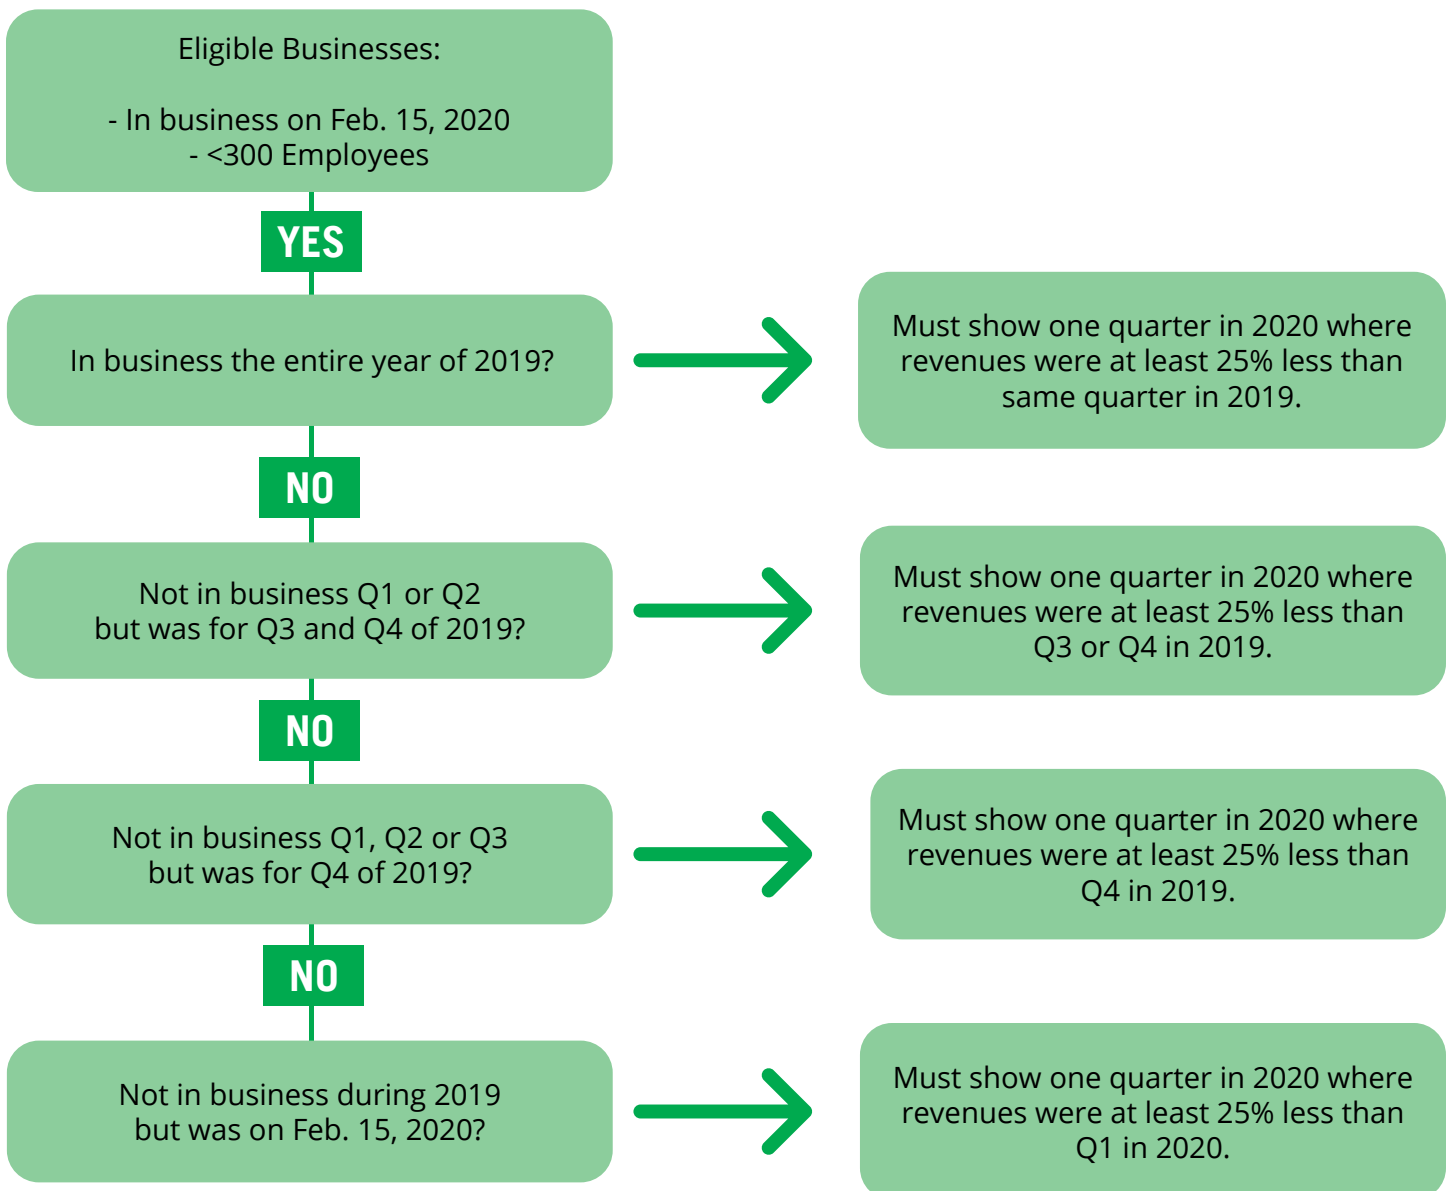 Eligible Businesses:
- In business on Feb. 15, 2020
- <300 Employees
YES
In business the entire year of 2019?
Must show one quarter in 2020 where
revenues were at least 25% less than
same quarter in 2019.
NO
Not in business Q1 or Q2
but was for Q3 and Q4 of 2019?
Must show one quarter in 2020 where
revenues were at least 25% less than
Q3 or Q4 in 2019.
NO
Not in business Q1, Q2 or Q3
but was for Q4 of 2019?
Must show one quarter in 2020 where
revenues were at least 25% less than
Q4 in 2019.
NO
Not in business during 2019
but was on Feb. 15, 2020?
Must show one quarter in 2020 where
revenues were at least 25% less than
Q1 in 2020.